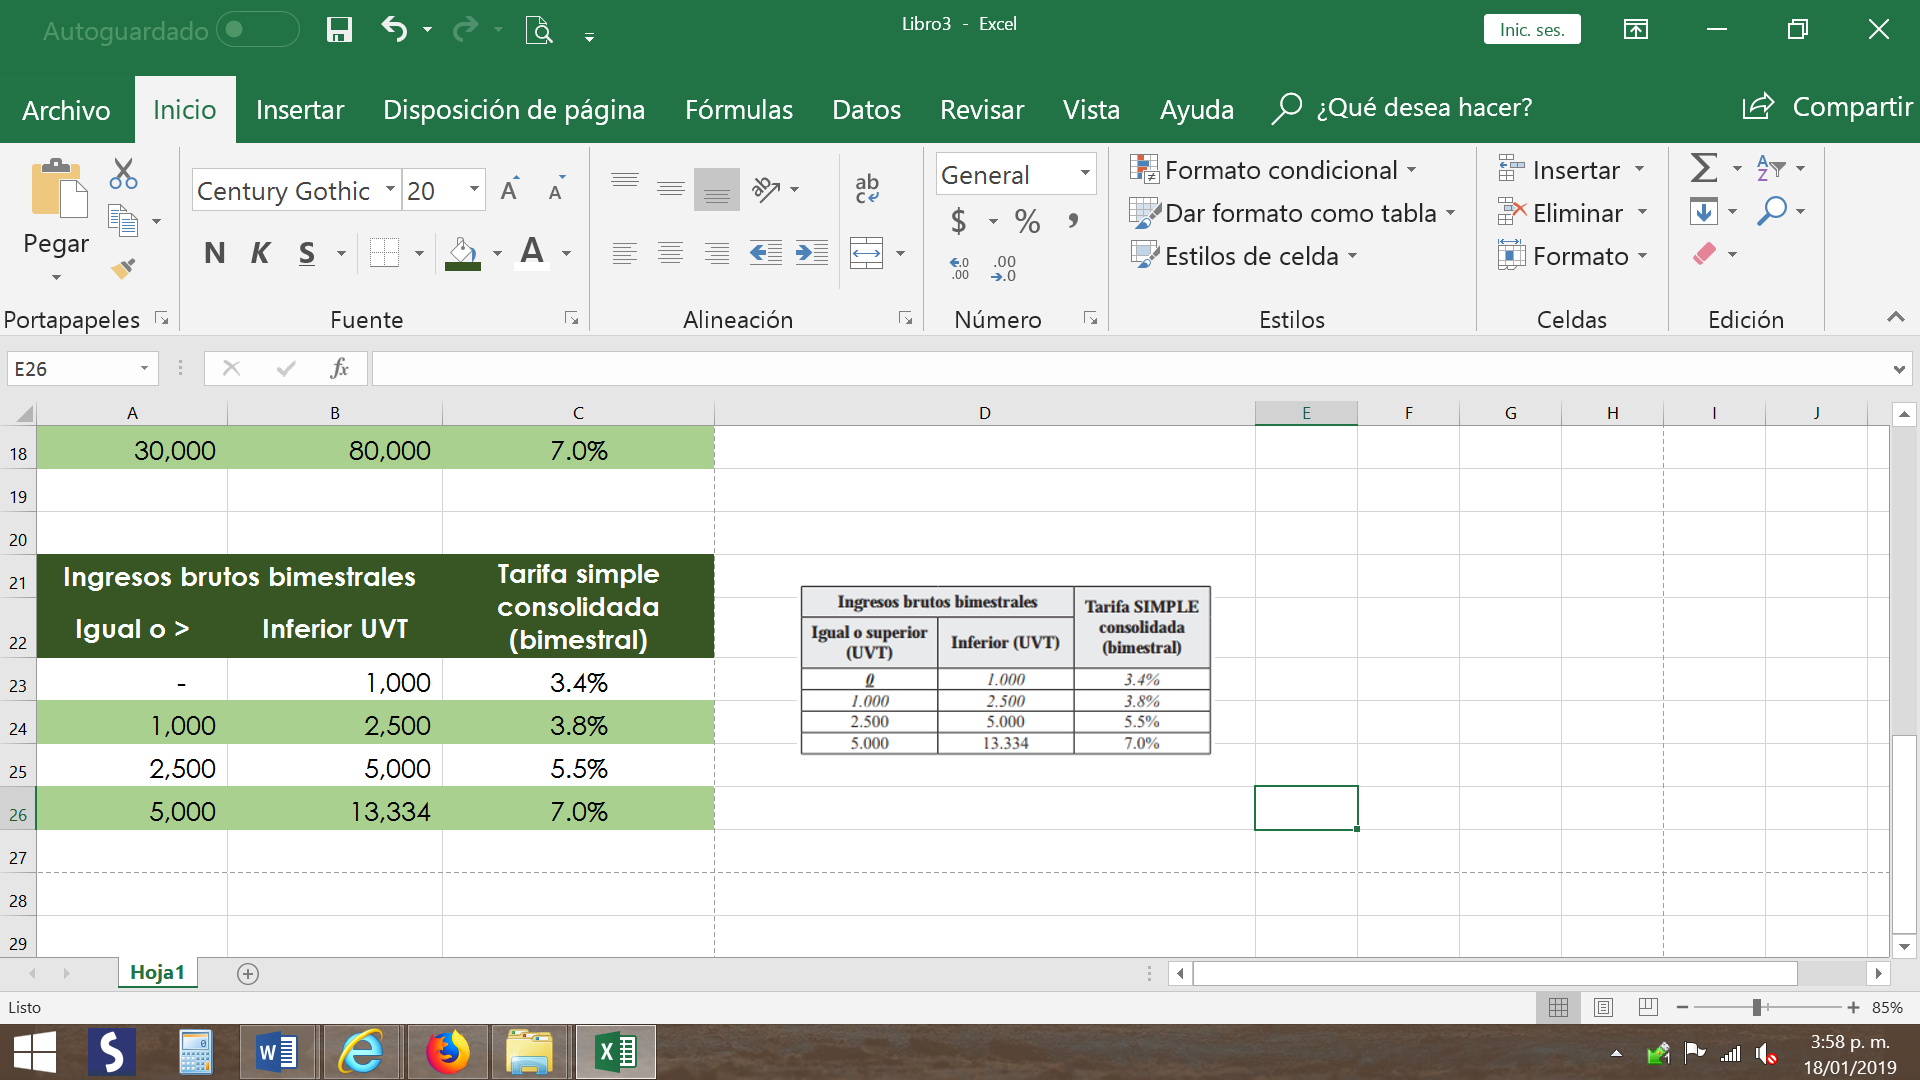 Autoguardado
Libro3 - Excel
Inic. ses.
Archivo Inicio Insertar Disposición de página Fórmulas Datos Revisar Vista Ayuda ¿Qué desea hacer? Compartir
Pegar
Portapapeles
Century Gothic 20
N K S
Fuente
Alineación
General
$ % ,
Número
Formato condicional
Dar formato como tabla
Estilos de celda
Estilos
Insertar
Eliminar
Formato
Celdas
Edición
E26
fx
A B C D E F G H I J
18 30,000 80,000 7.0%
19
20
21 Ingresos brutos bimestrales Tarifa simple
consolidada
22 Igual o > Inferior UVT (bimestral)
23 - 1,000 3.4%
24 1,000 2,500 3.8%
25 2,500 5,000 5.5%
26 5,000 13,334 7.0%
27
28
29
Ingresos brutos bimestrales Tarifa SIMPLE
consolidada
(bimestral)
Igual o superior
(UVT) Inferior (UVT)
0 1.000 3.4%
1.000 2.500 3.8%
2.500 5.000 5.5%
5.000 13.334 7.0%
Hoja1
Listo
85%
3:58 p. m.
18/01/2019